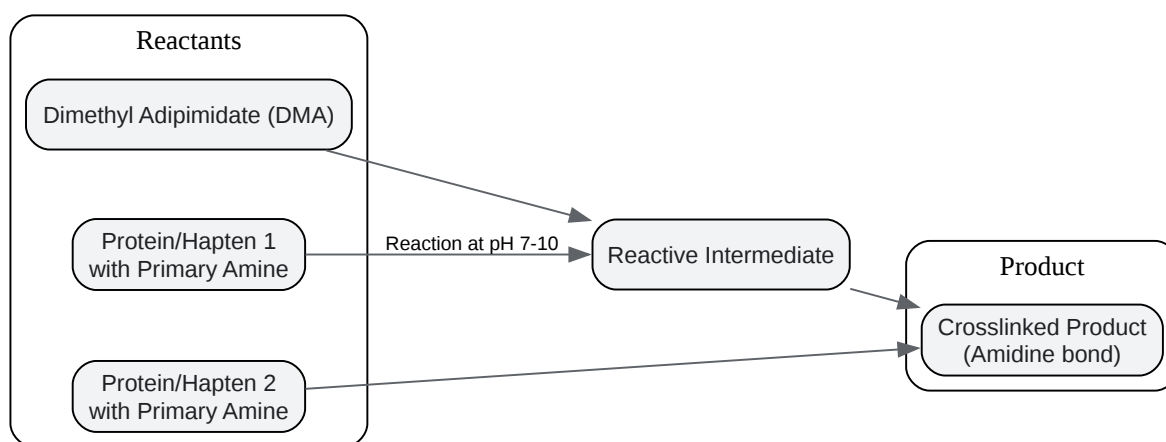 Reactants
Dimethyl Adipimidate (DMA)
Protein/Hapten 1
with Primary Amine
Reaction at pH 7-10
Reactive Intermediate
Product
Crosslinked Product
(Amidine bond)
Protein/Hapten 2
with Primary Amine